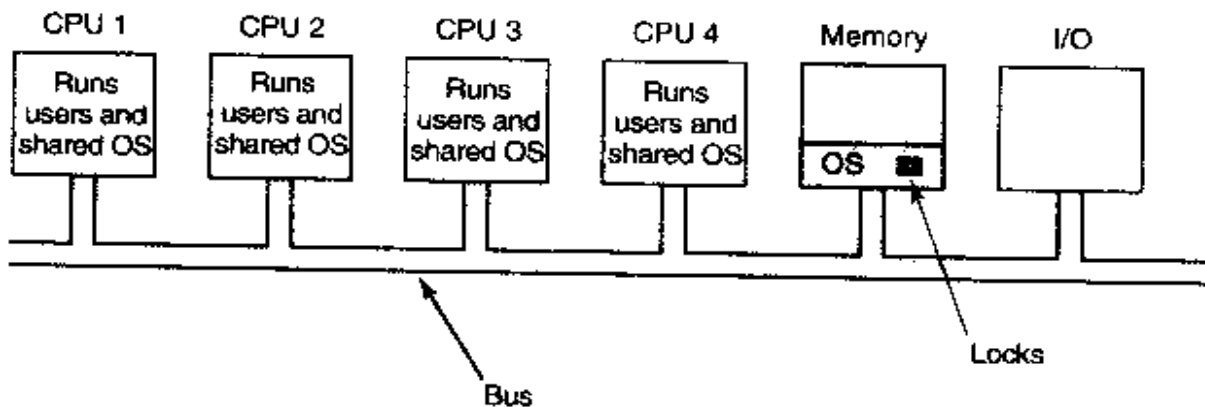 CPU 1
Runs
users and
shared OS
CPU 2
Runs
users and
shared OS
CPU 3
Runs
users and
shared OS
CPU 4
Runs
users and
shared OS
Memory
OS
I/O
Locks
Bus